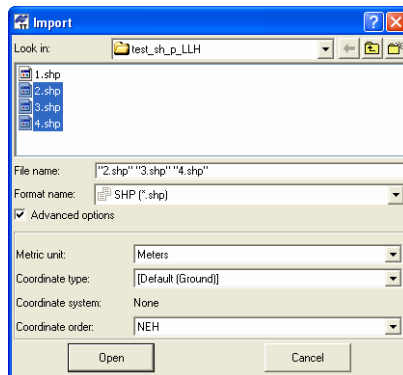 Import
Look in: test_sh_p_LLH
1.shp
2.shp
3.shp
4.shp
File name: "2.shp" "3.shp" "4.shp"
Format name: SHP (*.shp)
Advanced options
Metric unit: Meters
Coordinate type: [Default (Ground)]
Coordinate system: None
Coordinate order: NEH
Open Cancel